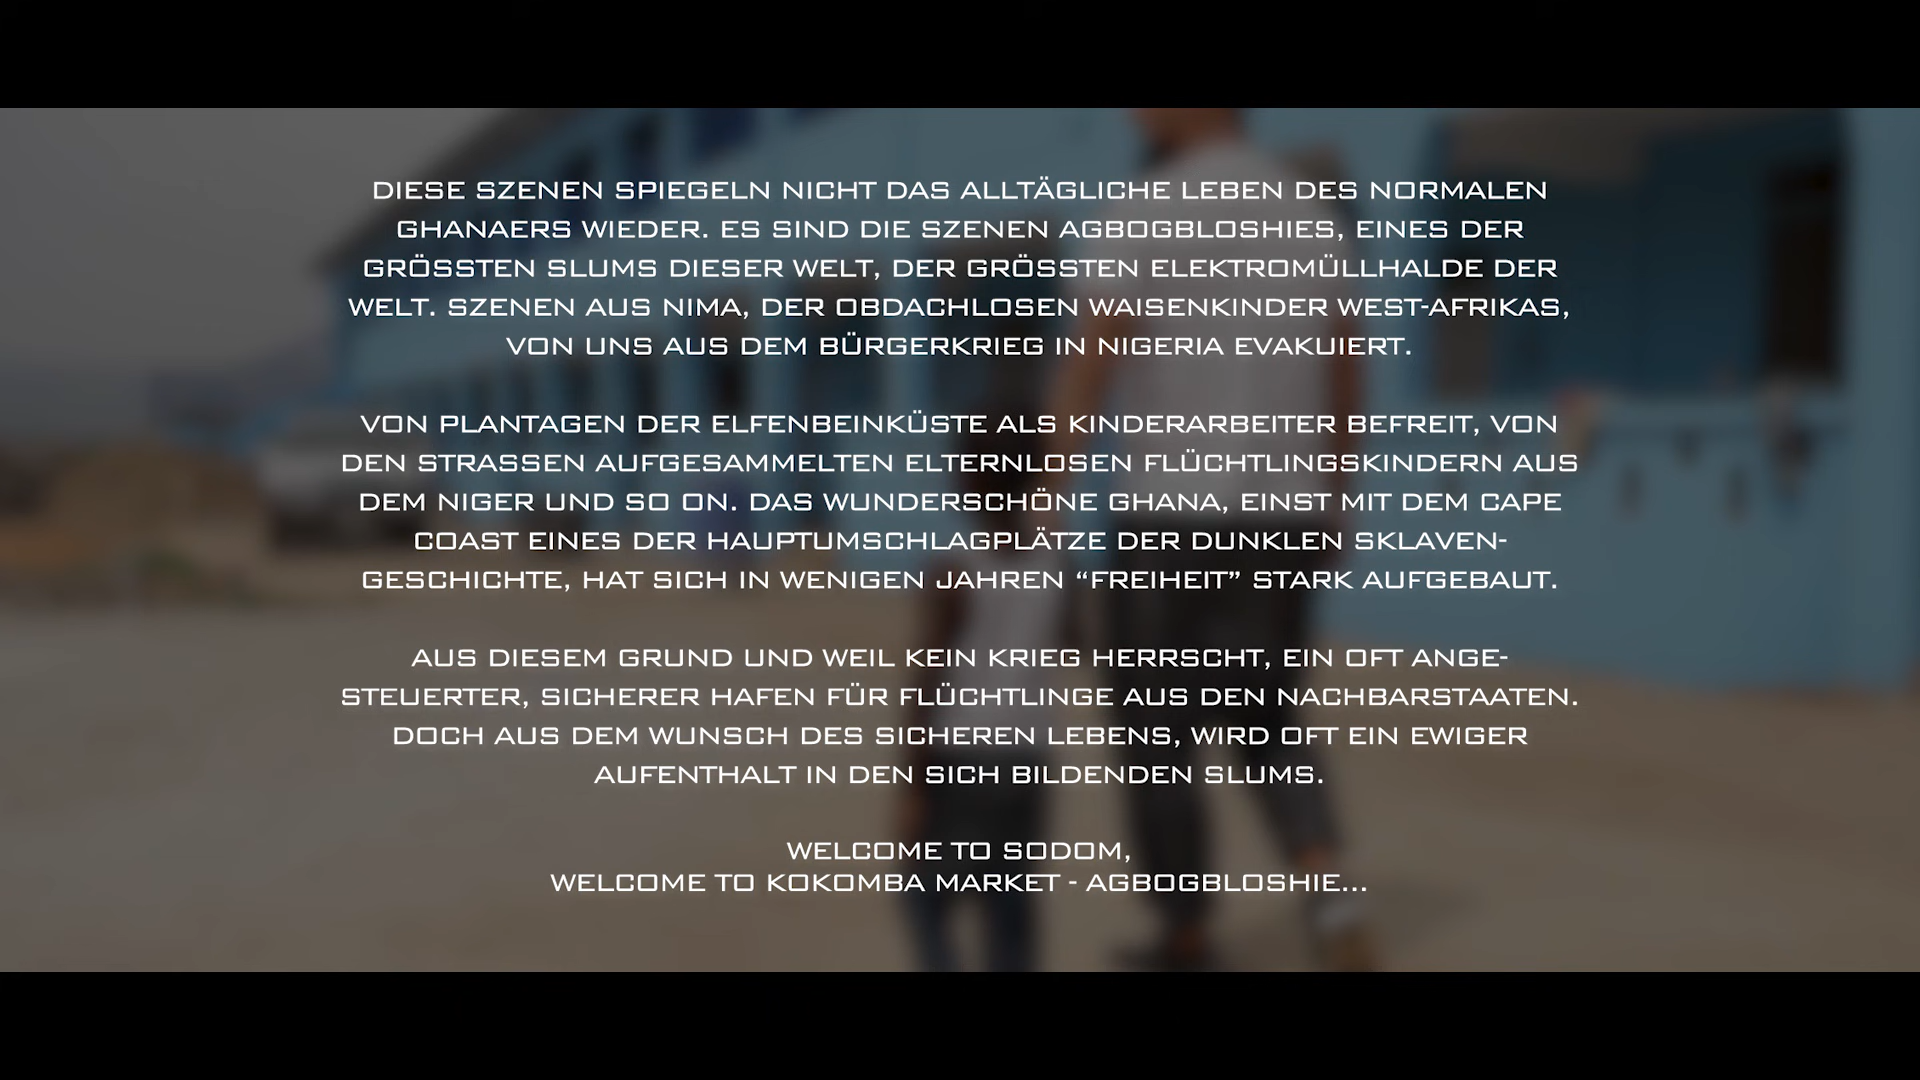 DIESE SZENEN SPIEGELN NICHT DAS ALLTÄGLICHE LEBEN DES NORMALEN
GHANAERS WIEDER. ES SIND DIE SZENEN AGBOGBLOSHIES, EINES DER
GRÖSSTEN SLUMS DIESER WELT, DER GRÖSSTEN ELEKTROMÜLLHALDE DER
WELT. SZENEN AUS NIMA, DER OBDACHLOSEN WAISENKINDER WEST-AFRIKAS,
VON UNS AUS DEM BÜRGERKRIEG IN NIGERIA EVAKUIERT.
VON PLANTAGEN DER ELFENBEINKÜSTE ALS KINDERARBEITER BEFREIT, VON
DEN STRASSEN AUFGESAMMELTEN ELTERNLOSEN FLÜCHTLINGSKINDERN AUS
DEM NIGER UND SO ON. DAS WUNDERSCHÖNE GHANA, EINST MIT DEM CAPE
COAST EINES DER HAUPTUMSCHLAGPLÄTZE DER DUNKLEN SKLAVEN-
GESCHICHTE, HAT SICH IN WENIGEN JAHREN “FREIHEIT” STARK AUFGEBAUT.
AUS DIESEM GRUND UND WEIL KEIN KRIEG HERRSCHT, EIN OFT ANGE-
STEUERTER, SICHERER HAFEN FÜR FLÜCHTLINGE AUS DEN NACHBARSTAATEN.
DOCH AUS DEM WUNSCH DES SICHEREN LEBENS, WIRD OFT EIN EWIGER
AUFENTHALT IN DEN SICH BILDENDEN SLUMS.
WELCOME TO SODOM,
WELCOME TO KOKOMBA MARKET - AGBOGBLOSHIE...